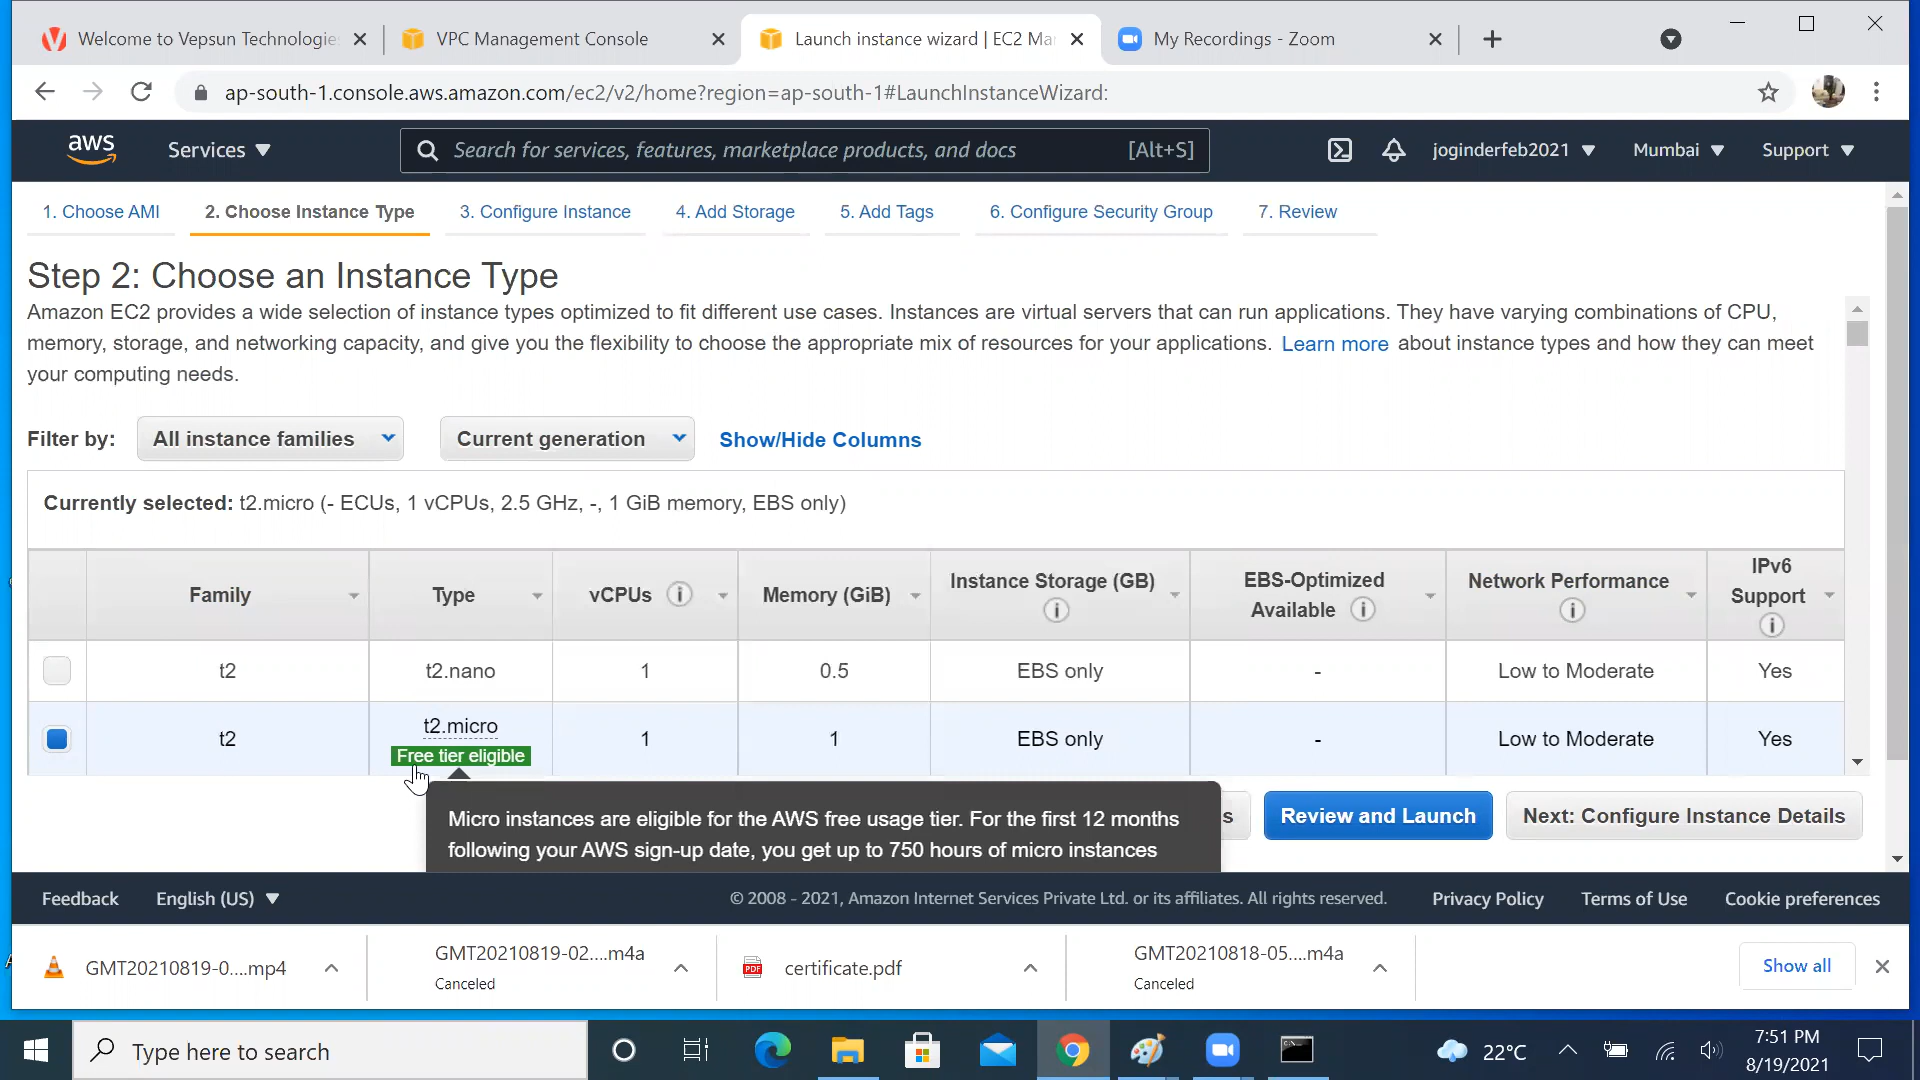 Welcome to Vepsun Technologie
VPC Management Console
Launch instance wizard | EC2 Ma
My Recordings - Zoom
ap-south-1.console.aws.amazon.com/ec2/v2/home?region=ap-south-1#LaunchInstanceWizard:
aws
Services
Search for services, features, marketplace products, and docs
[Alt+S]
joginderfeb2021
Mumbai
Support
1. Choose AMI
2. Choose Instance Type
3. Configure Instance
4. Add Storage
5. Add Tags
6. Configure Security Group
7. Review
Step 2: Choose an Instance Type
Amazon EC2 provides a wide selection of instance types optimized to fit different use cases. Instances are virtual servers that can run applications. They have varying combinations of CPU,
memory, storage, and networking capacity, and give you the flexibility to choose the appropriate mix of resources for your applications. Learn more about instance types and how they can meet
your computing needs.
Filter by:
All instance families
Current generation
Show/Hide Columns
Currently selected: t2.micro (- ECUs, 1 vCPUs, 2.5 GHz, -, 1 GiB memory, EBS only)
Family
Type
vCPUs
Memory (GiB)
Instance Storage (GB)
EBS-Optimized
Available
Network Performance
IPv6
Support
t2
t2.nano
1
0.5
EBS only
-
Low to Moderate
Yes
t2
t2.micro
Free tier eligible
1
1
EBS only
-
Low to Moderate
Yes
Micro instances are eligible for the AWS free usage tier. For the first 12 months
following your AWS sign-up date, you get up to 750 hours of micro instances
s
Review and Launch
Next: Configure Instance Details
Feedback
English (US)
© 2008 - 2021, Amazon Internet Services Private Ltd. or its affiliates. All rights reserved.
Privacy Policy
Terms of Use
Cookie preferences
GMT20210819-0....mp4
GMT20210819-02....m4a
Canceled
PDF
certificate.pdf
GMT20210818-05....m4a
Canceled
Show all
Type here to search
22°C
7:51 PM
8/19/2021